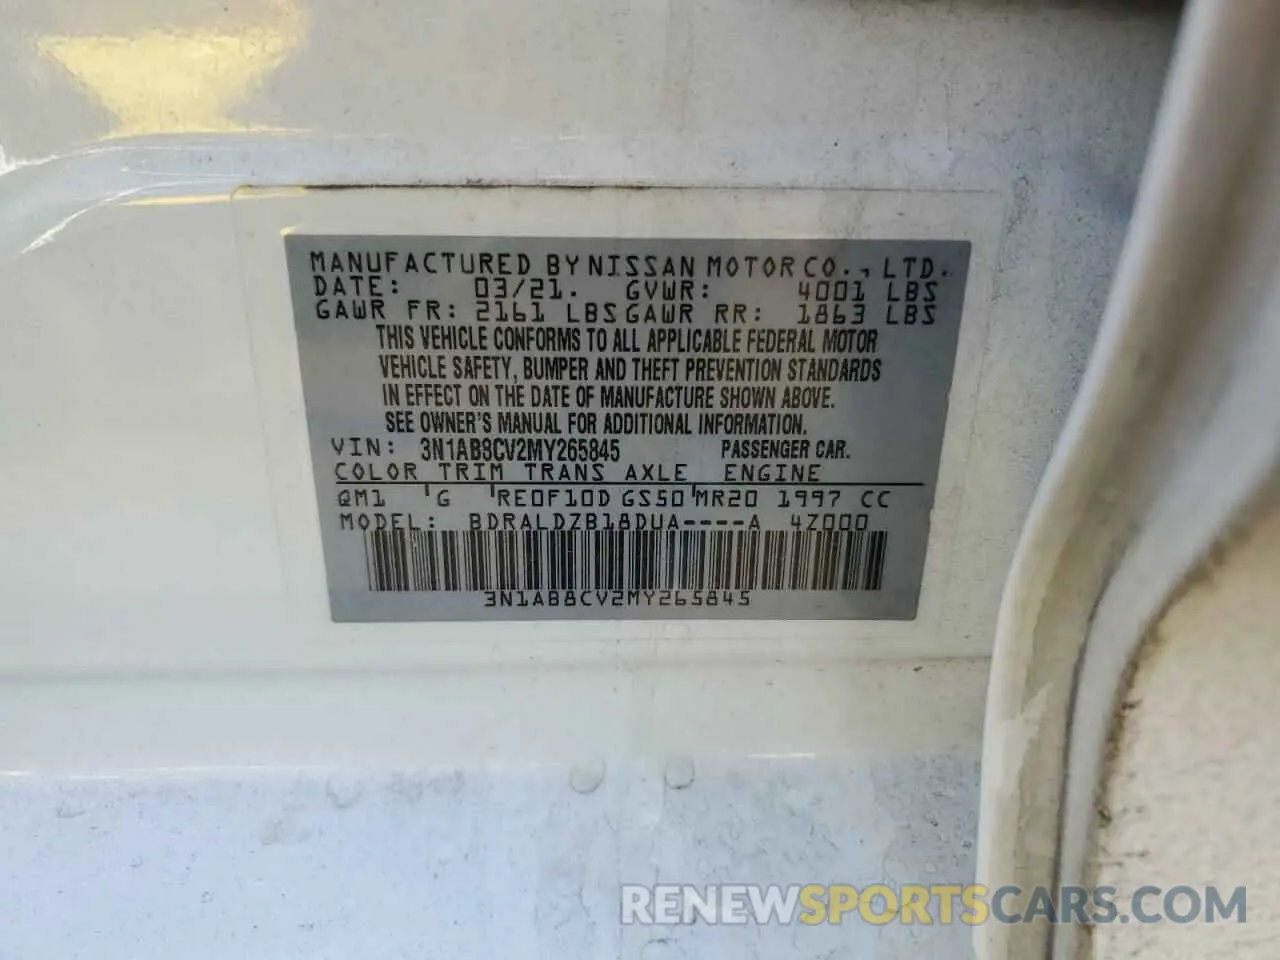 MANUFACTURED BY NISSAN MOTOR CO., LTD.
DATE: 03/21. GVWR: 4001 LBS
GAWR FR: 2161 LBS GAWR RR: 1863 LBS
THIS VEHICLE CONFORMS TO ALL APPLICABLE FEDERAL MOTOR
VEHICLE SAFETY, BUMPER AND THEFT PREVENTION STANDARDS
IN EFFECT ON THE DATE OF MANUFACTURE SHOWN ABOVE.
SEE OWNER'S MANUAL FOR ADDITIONAL INFORMATION.
VIN: 3N1AB8CV2MY265845 PASSENGER CAR.
COLOR TRIM TRANS AXLE ENGINE
QM1 G RE0F10D GS50 MR20 1997 CC
MODEL: BDRALDZB18DUA----A 4Z000
3N1AB8CV2MY265845
RENEWSPORTSCARS.COM